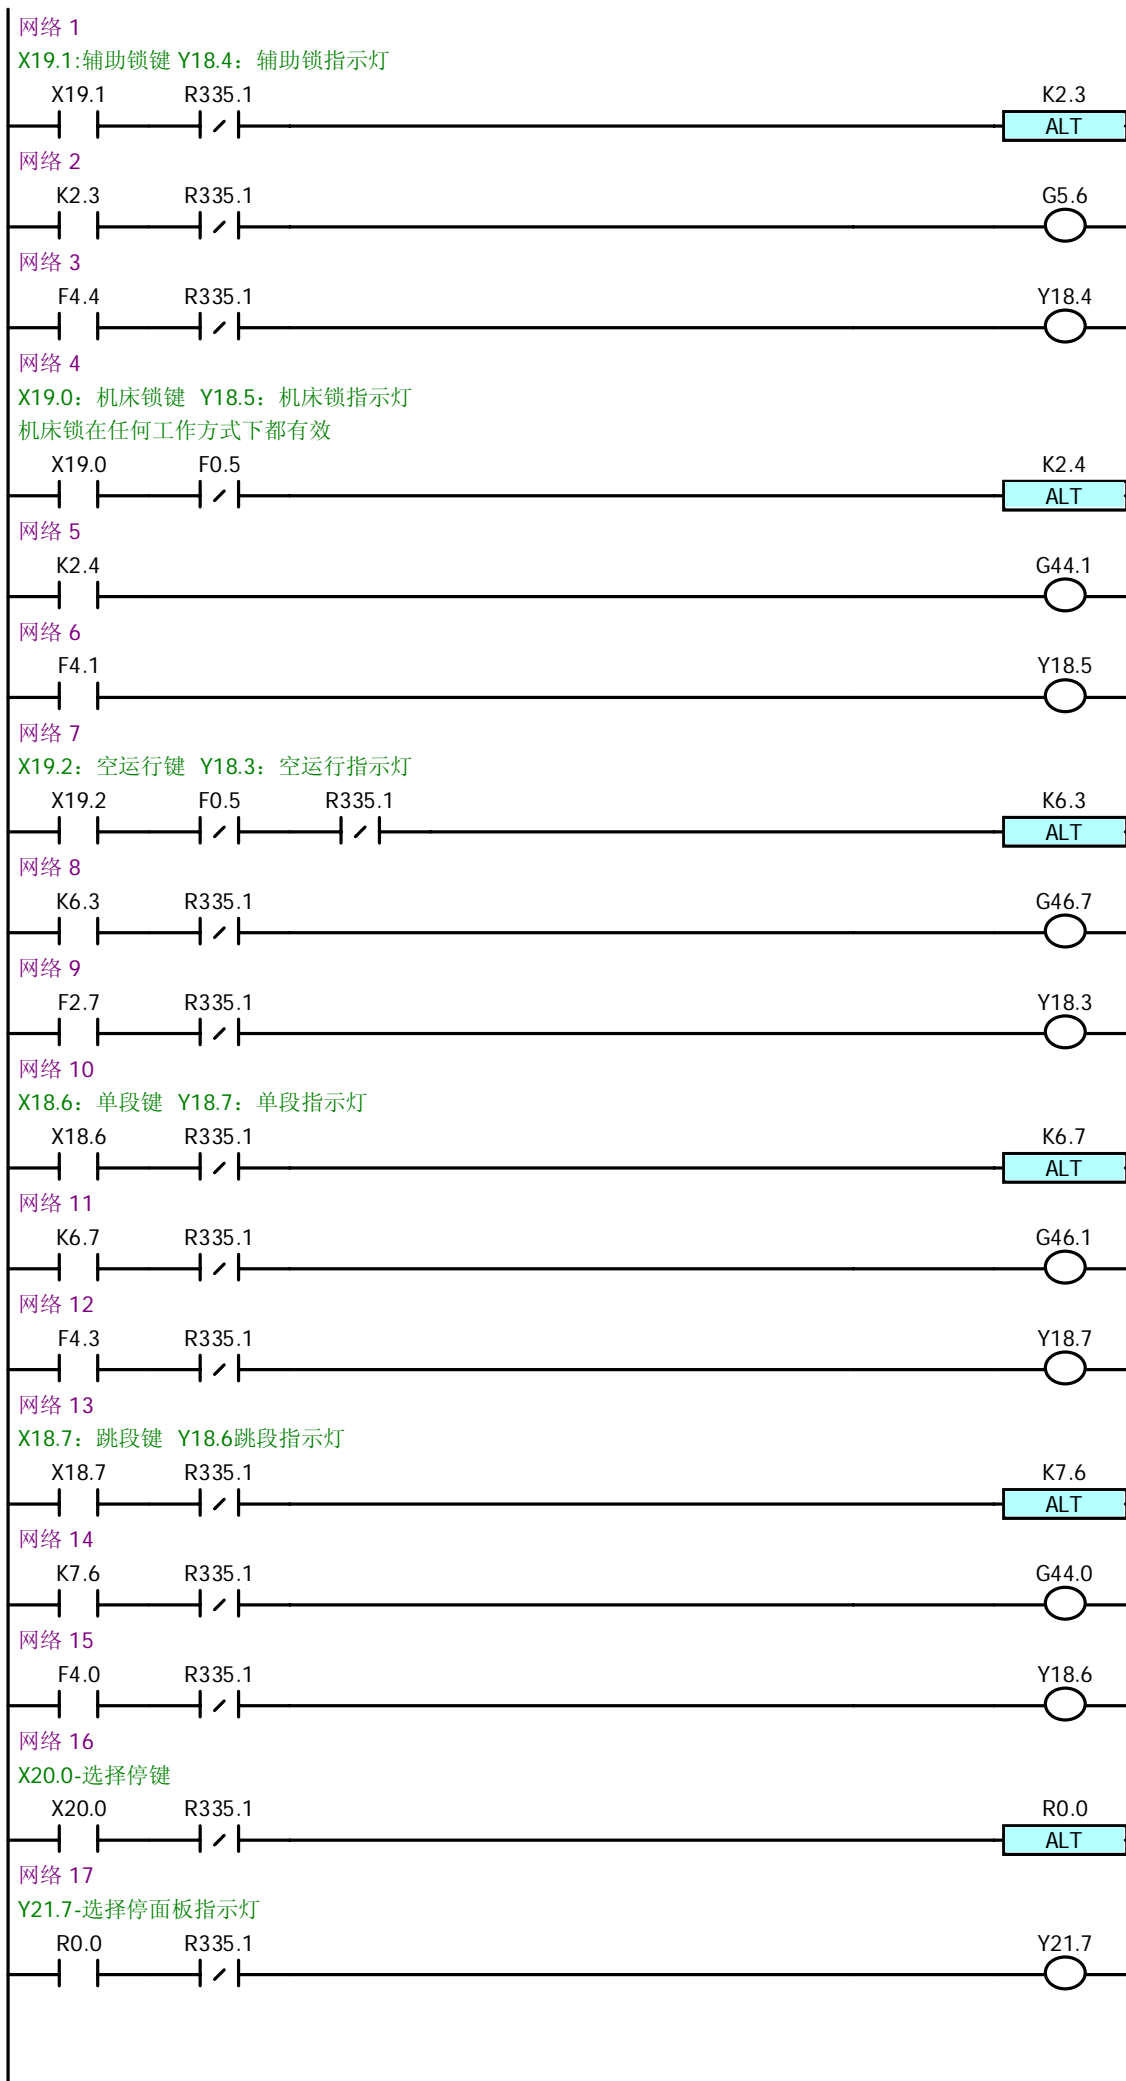 网络 1
X19.1:辅助锁键 Y18.4：辅助锁指示灯
X19.1 R335.1 K2.3
ALT
网络 2
K2.3 R335.1 G5.6
网络 3
F4.4 R335.1 Y18.4
网络 4
X19.0：机床锁键 Y18.5：机床锁指示灯
机床锁在任何工作方式下都有效
X19.0 F0.5 K2.4
ALT
网络 5
K2.4 G44.1
网络 6
F4.1 Y18.5
网络 7
X19.2：空运行键 Y18.3：空运行指示灯
X19.2 F0.5 R335.1 K6.3
ALT
网络 8
K6.3 R335.1 G46.7
网络 9
F2.7 R335.1 Y18.3
网络 10
X18.6：单段键 Y18.7：单段指示灯
X18.6 R335.1 K6.7
ALT
网络 11
K6.7 R335.1 G46.1
网络 12
F4.3 R335.1 Y18.7
网络 13
X18.7：跳段键 Y18.6跳段指示灯
X18.7 R335.1 K7.6
ALT
网络 14
K7.6 R335.1 G44.0
网络 15
F4.0 R335.1 Y18.6
网络 16
X20.0-选择停键
X20.0 R335.1 R0.0
ALT
网络 17
Y21.7-选择停面板指示灯
R0.0 R335.1 Y21.7